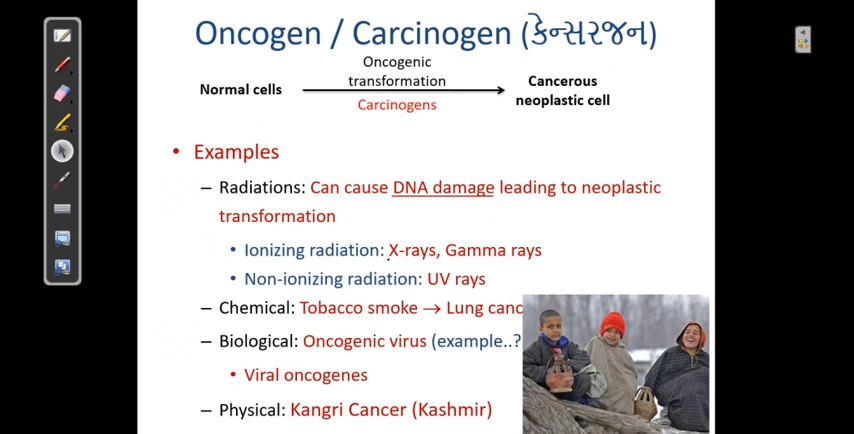 Oncogen / Carcinogen (કેન્સરજન)
Oncogenic
transformation
Normal cells
Carcinogens
Cancerous
neoplastic cell
• Examples
– Radiations: Can cause DNA damage leading to neoplastic
transformation
• Ionizing radiation: X-rays, Gamma rays
• Non-ionizing radiation: UV rays
– Chemical: Tobacco smoke → Lung canc
– Biological: Oncogenic virus (example..?
• Viral oncogenes
– Physical: Kangri Cancer (Kashmir)